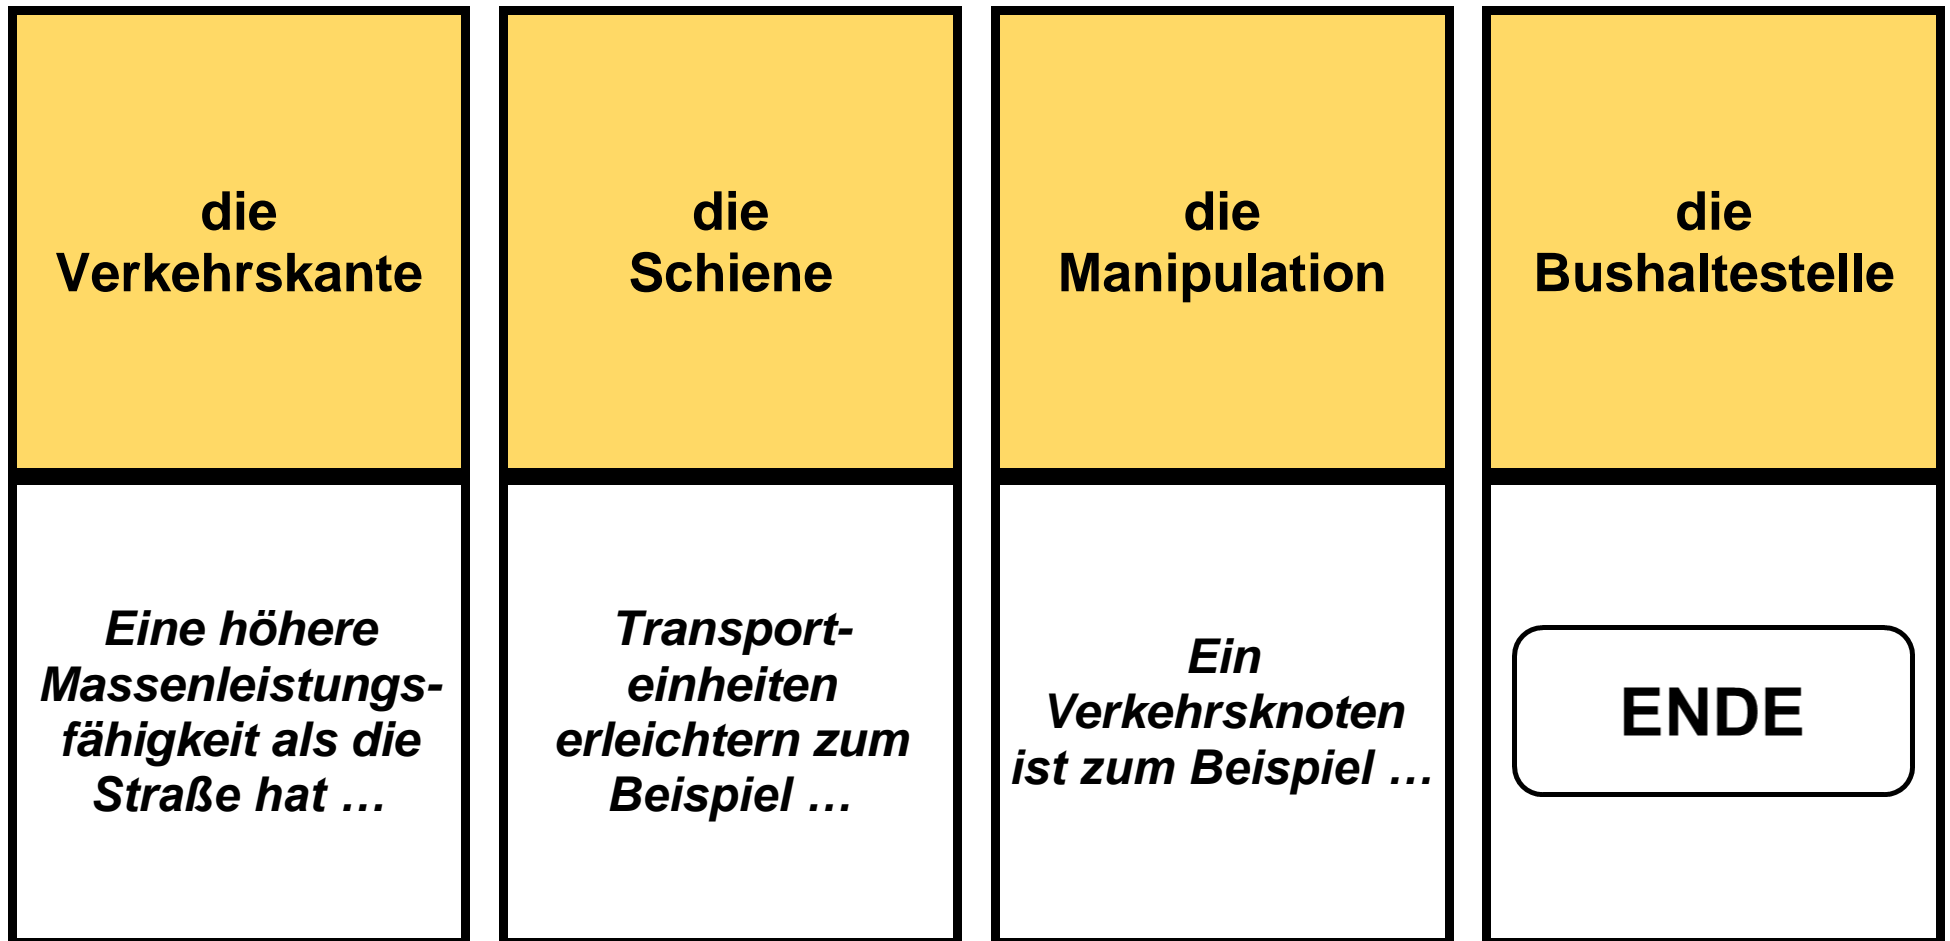 die
Verkehrskante
die
Schiene
die
Manipulation
die
Bushaltestelle
Eine höhere
Massenleistungs-
fähigkeit als die
Straße hat …
Transport-
einheiten
erleichtern zum
Beispiel …
Ein
Verkehrsknoten
ist zum Beispiel …
ENDE